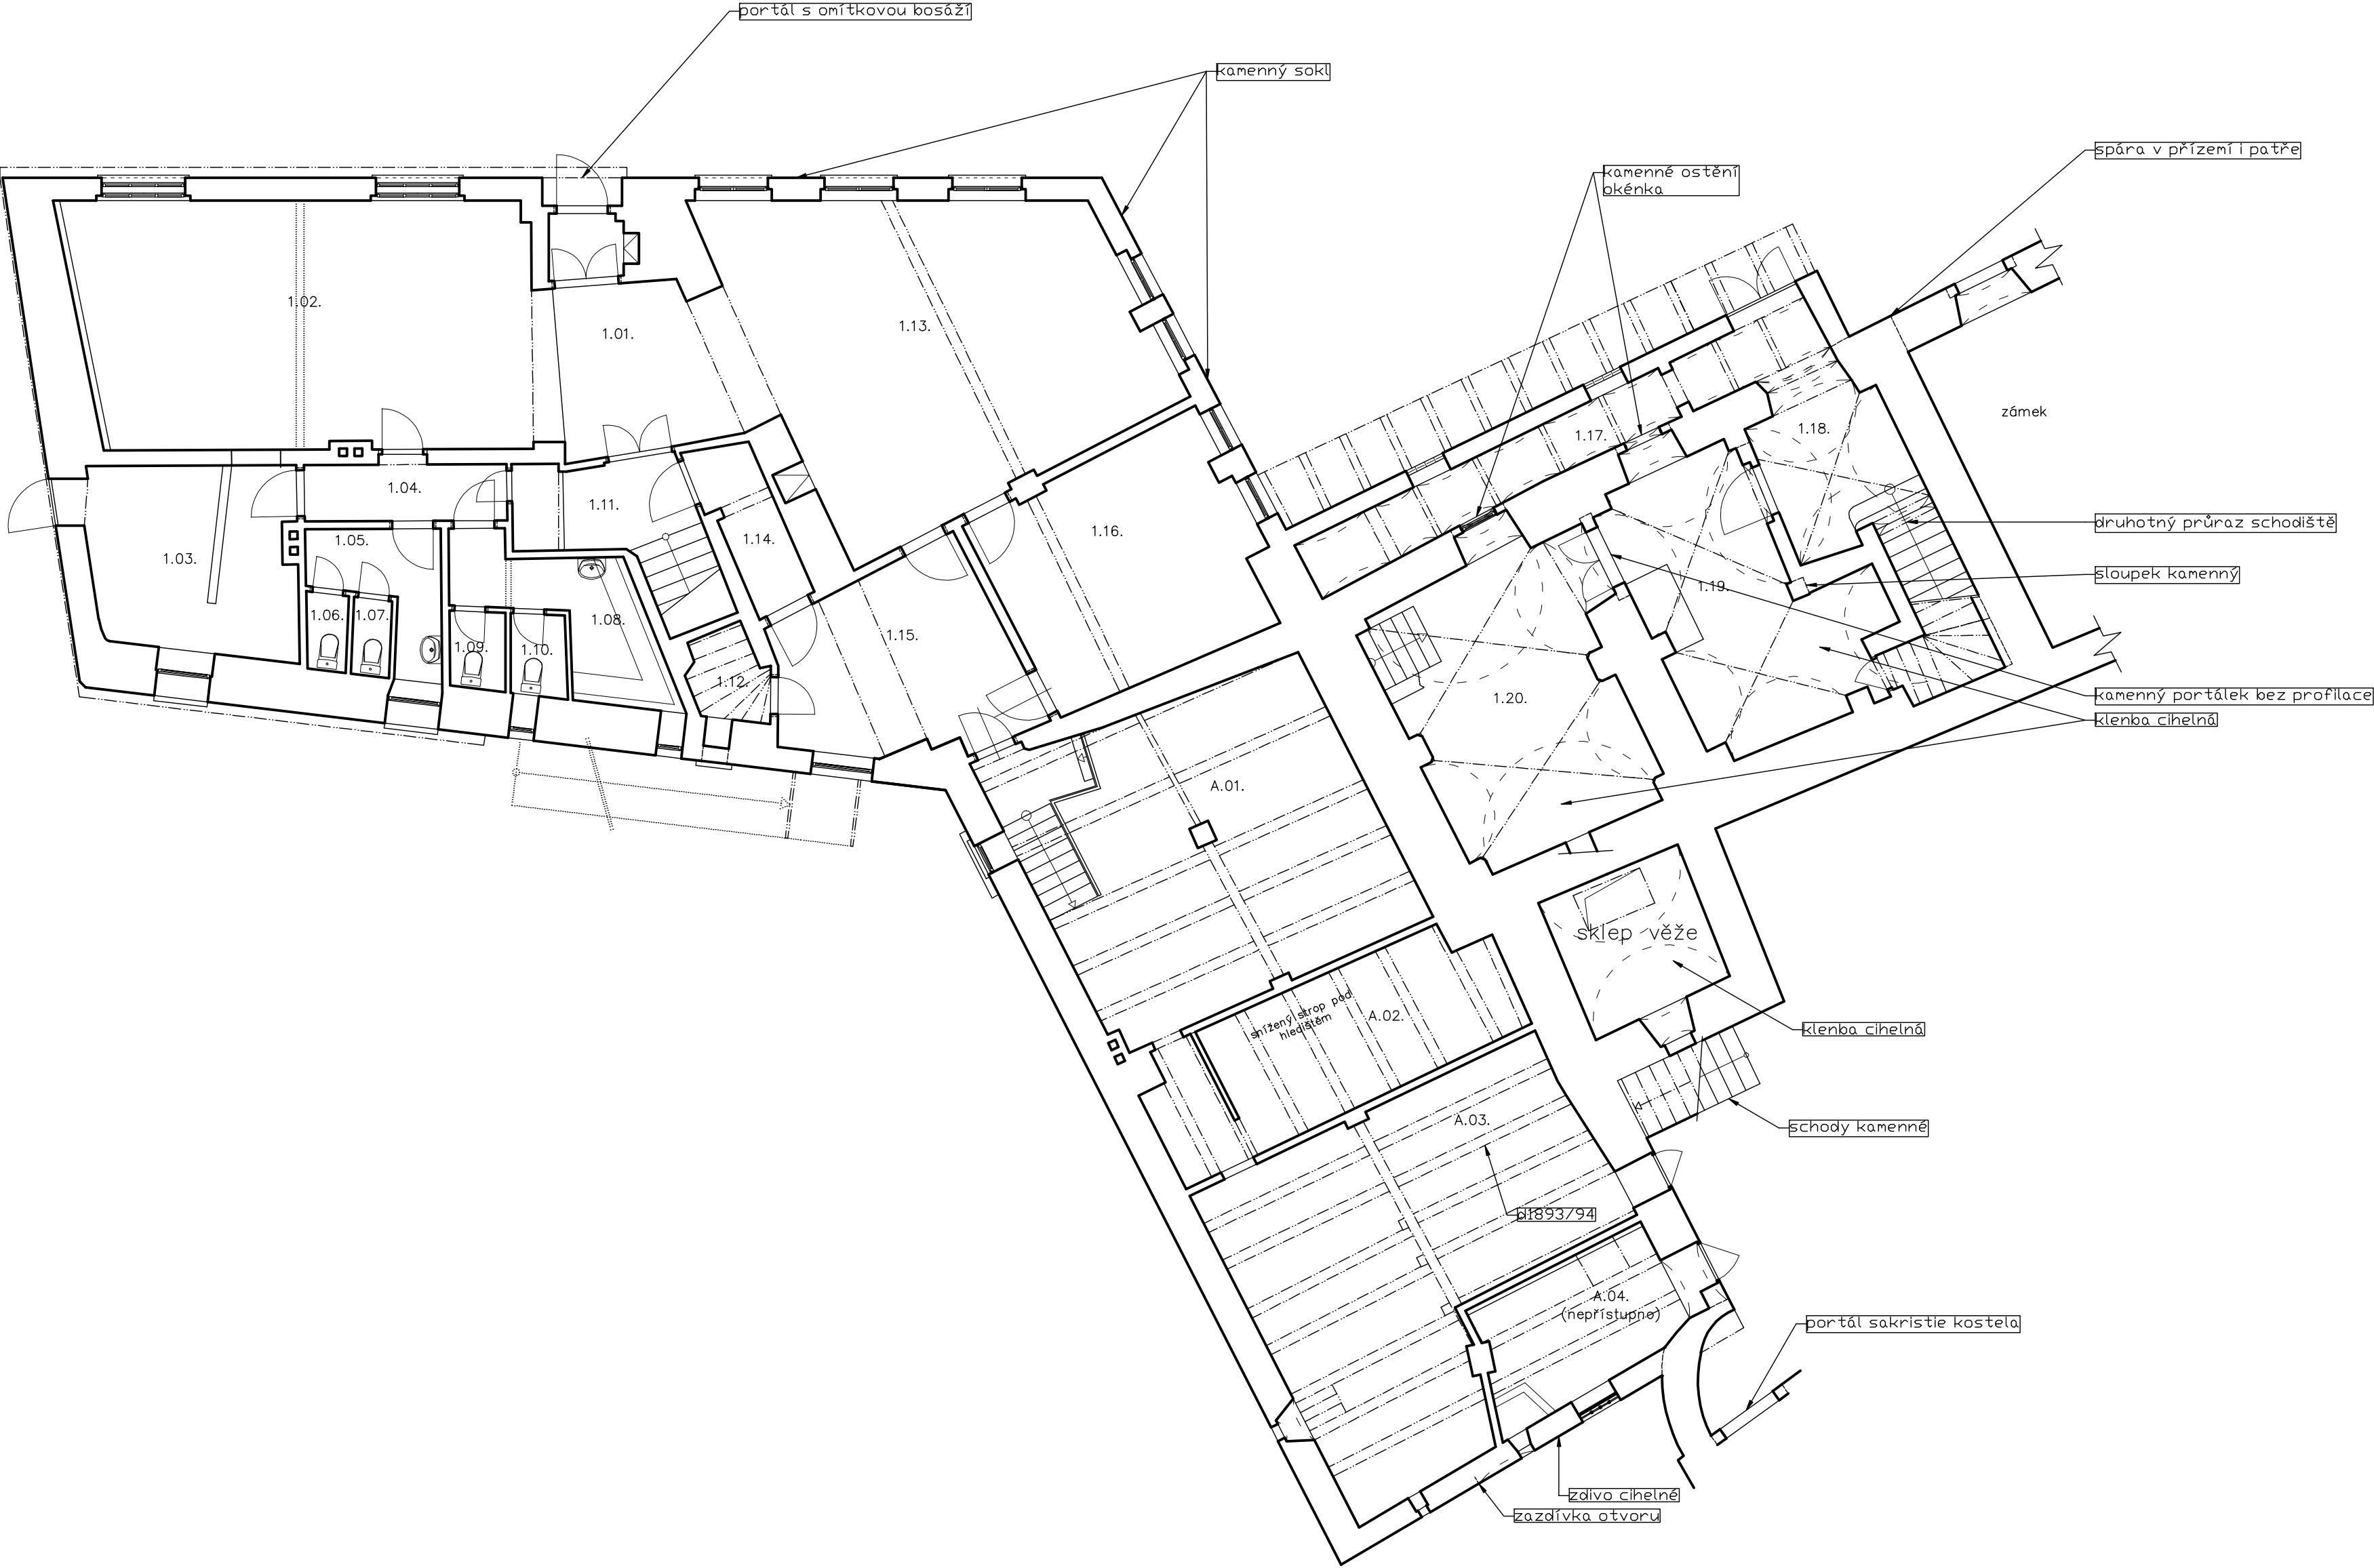 portál s omítkovou bosáží
kamenný sokl
spára v přízemí i patře
kamenné ostění
okénka
1.02.
1.01.
1.13.
zámek
1.17.
1.18.
1.04.
1.11.
1.14.
1.16.
druhotný průraz schodiště
1.05.
1.03.
sloupek kamenný
1.19.
1.06.
1.07.
1.08.
1.15.
1.09.
1.10.
1.12.
1.20.
kamenný portálek bez profilace
klenba cihelná
A.01.
sklep věže
snížený strop pod
hledištěm
A.02.
klenba cihelná
A.03.
schody kamenné
d1893/94
A.04.
(nepřístupno)
portál sakristie kostela
zdivo cihelné
zazdívka otvoru